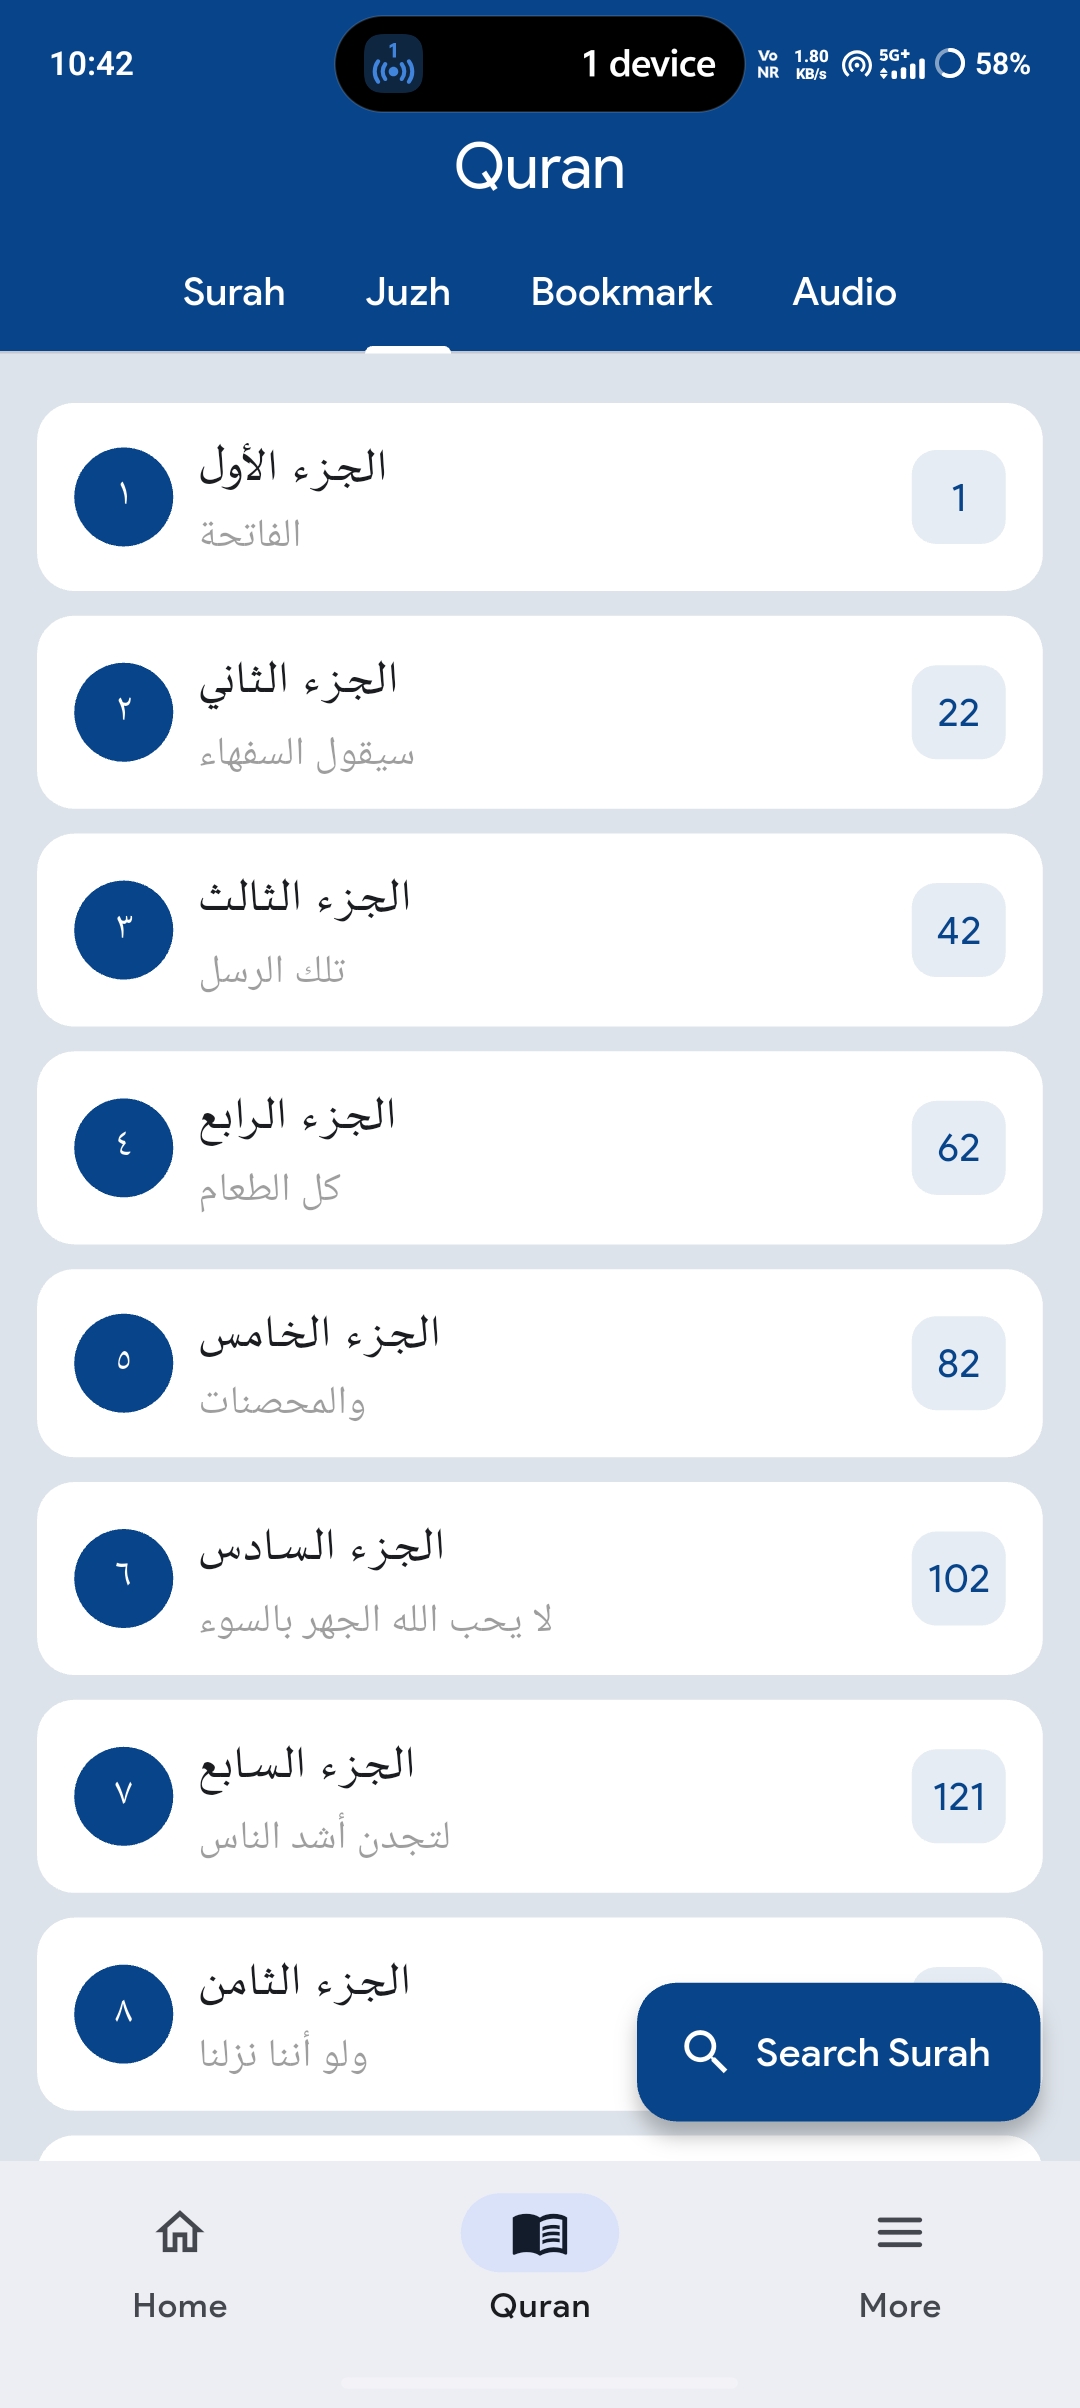 10:42
1
1 device
Vo
NR
1.80
KB/s
5G+
58%
Quran
Surah
Juzh
Bookmark
Audio
١
الجزء الأول
الفاتحة
1
٢
الجزء الثاني
سيقول السفهاء
22
٣
الجزء الثالث
تلك الرسل
42
٤
الجزء الرابع
كل الطعام
62
٥
الجزء الخامس
والمحصنات
82
٦
الجزء السادس
لا يحب الله الجهر بالسوء
102
٧
الجزء السابع
لتجدن أشد الناس
121
٨
الجزء الثامن
ولو أننا نزلنا
Search Surah
Home
Quran
More